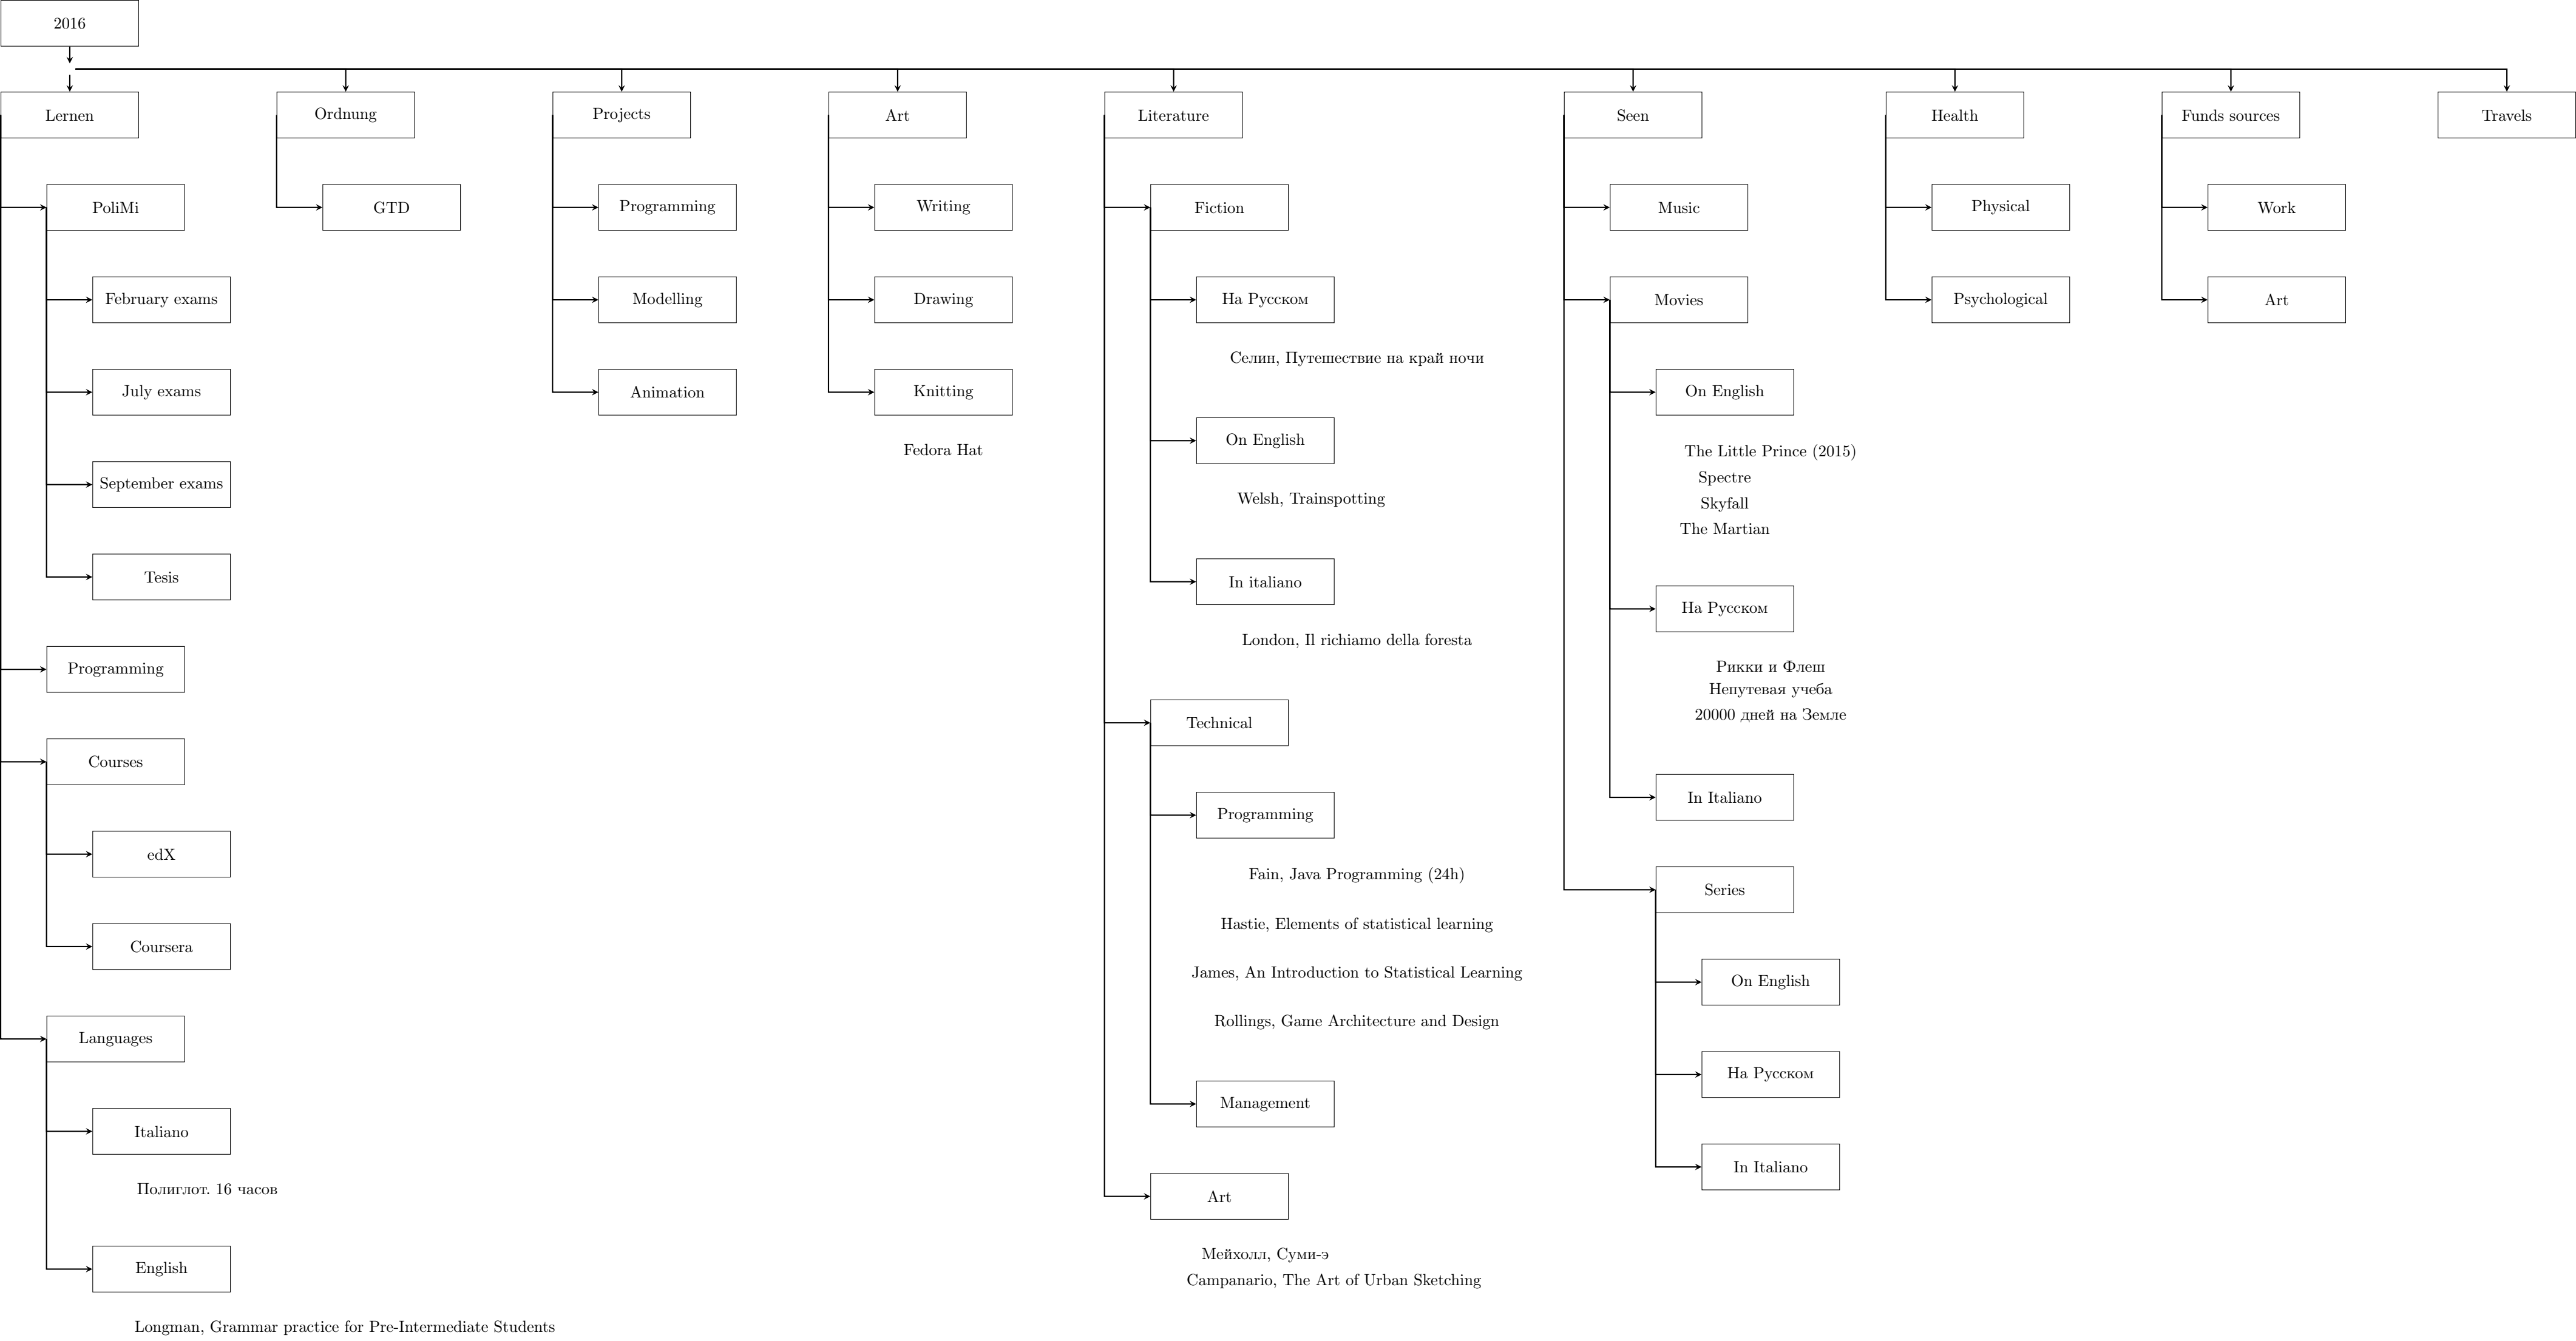 2016
Lernen
PoliMi
February exams
July exams
September exams
Tesis
Programming
Courses
edX
Coursera
Languages
Italiano
Полиглот. 16 часов
English
Longman, Grammar practice for Pre-Intermediate Students
Ordnung
GTD
Projects
Programming
Modelling
Animation
Art
Writing
Drawing
Knitting
Fedora Hat
Literature
Fiction
На Русском
Селин, Путешествие на край ночи
On English
Welsh, Trainspotting
In italiano
London, Il richiamo della foresta
Technical
Programming
Fain, Java Programming (24h)
Hastie, Elements of statistical learning
James, An Introduction to Statistical Learning
Rollings, Game Architecture and Design
Management
Art
Мейхолл, Суми-э
Campanario, The Art of Urban Sketching
Seen
Music
Movies
On English
The Little Prince (2015)
Spectre
Skyfall
The Martian
На Русском
Рикки и Флеш
Непутевая учеба
20000 дней на Земле
In Italiano
Series
On English
На Русском
In Italiano
Health
Physical
Psychological
Funds sources
Work
Art
Travels